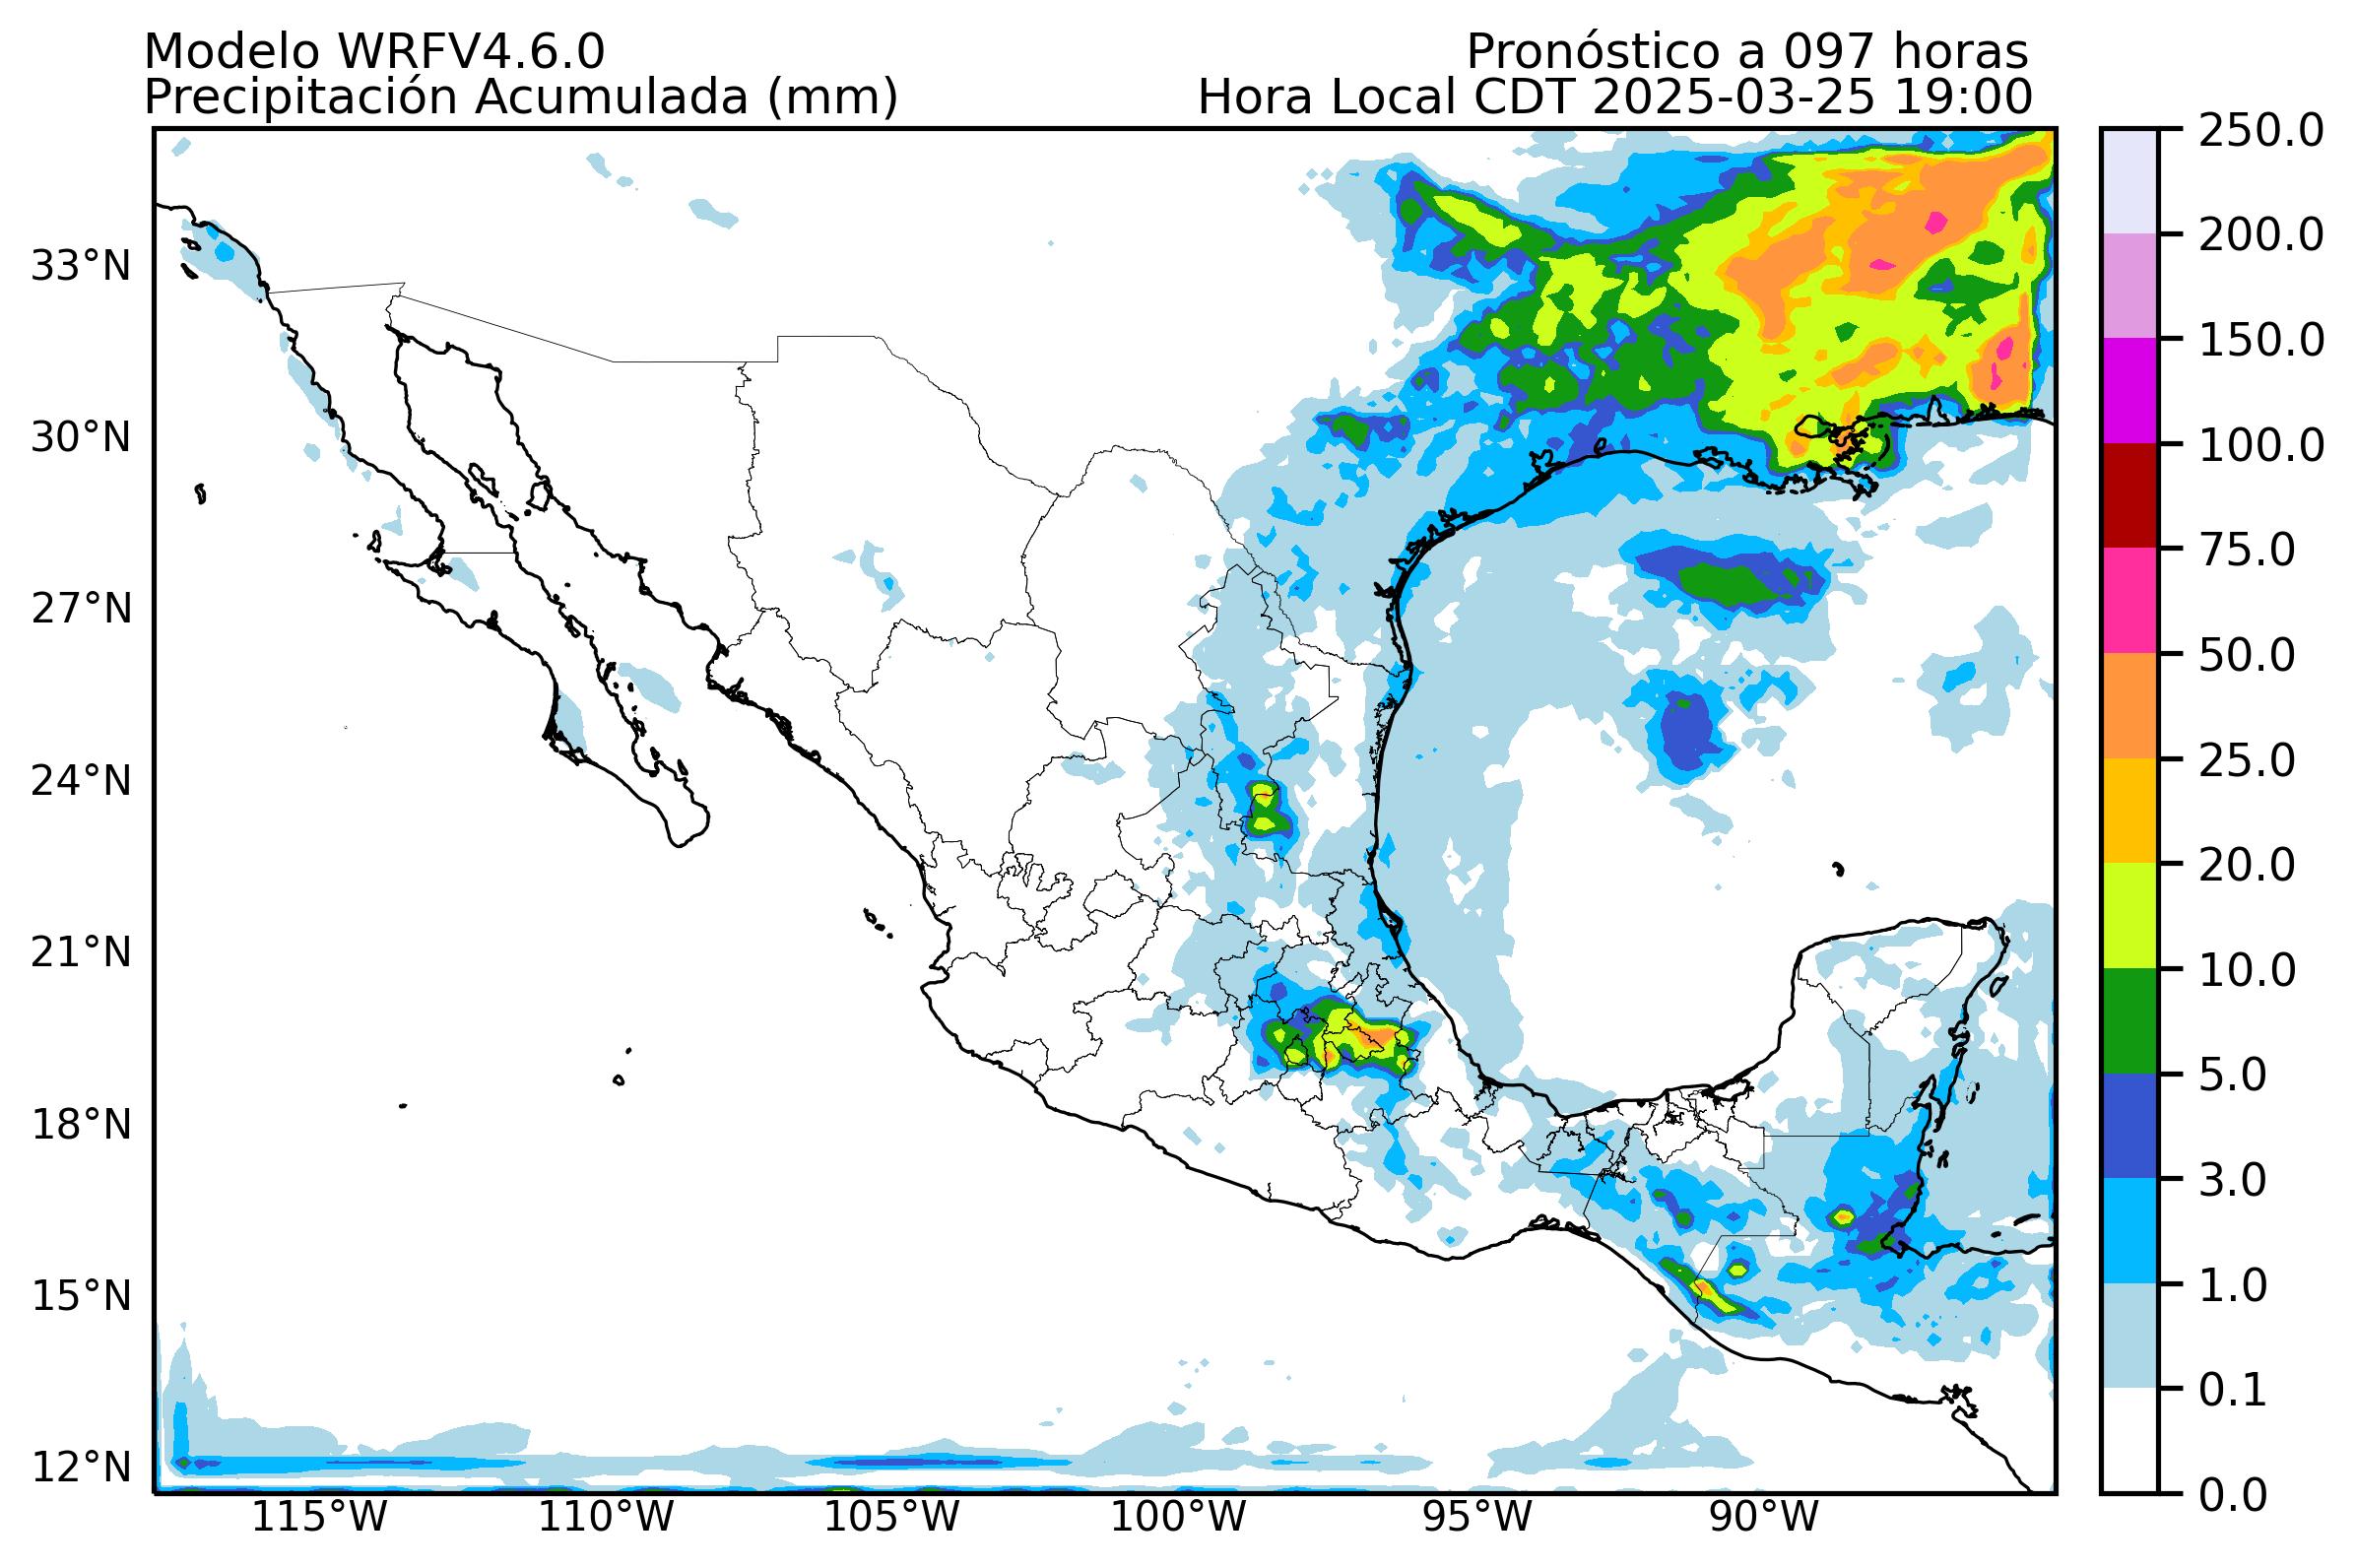 Modelo WRFV4.6.0
Pronóstico a 097 horas
Precipitación Acumulada (mm)
Hora Local CDT 2025-03-25 19:00
250.0
200.0
150.0
100.0
75.0
50.0
25.0
20.0
10.0
5.0
3.0
1.0
0.1
0.0
33°N
30°N
27°N
24°N
21°N
18°N
15°N
12°N
115°W
110°W
105°W
100°W
95°W
90°W